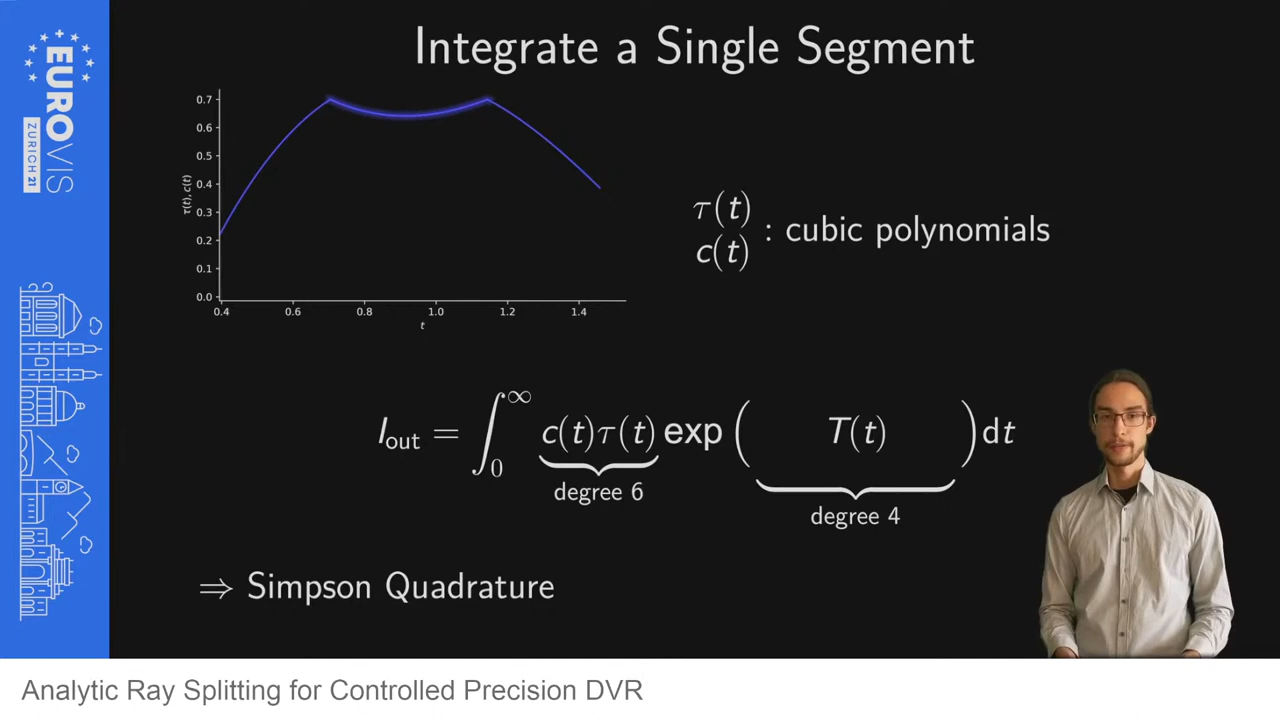 EUROVIS
ZURICH 21
Integrate a Single Segment
0.7
0.6
0.5
0.4
0.3
0.2
0.1
0.0
τ(t), c(t)
0.4 0.6 0.8 1.0 1.2 1.4
t
τ(t)
c(t)
: cubic polynomials
I_out = ∫_0^∞ c(t)τ(t) exp( T(t) )dt
degree 6
degree 4
⇒ Simpson Quadrature
Analytic Ray Splitting for Controlled Precision DVR